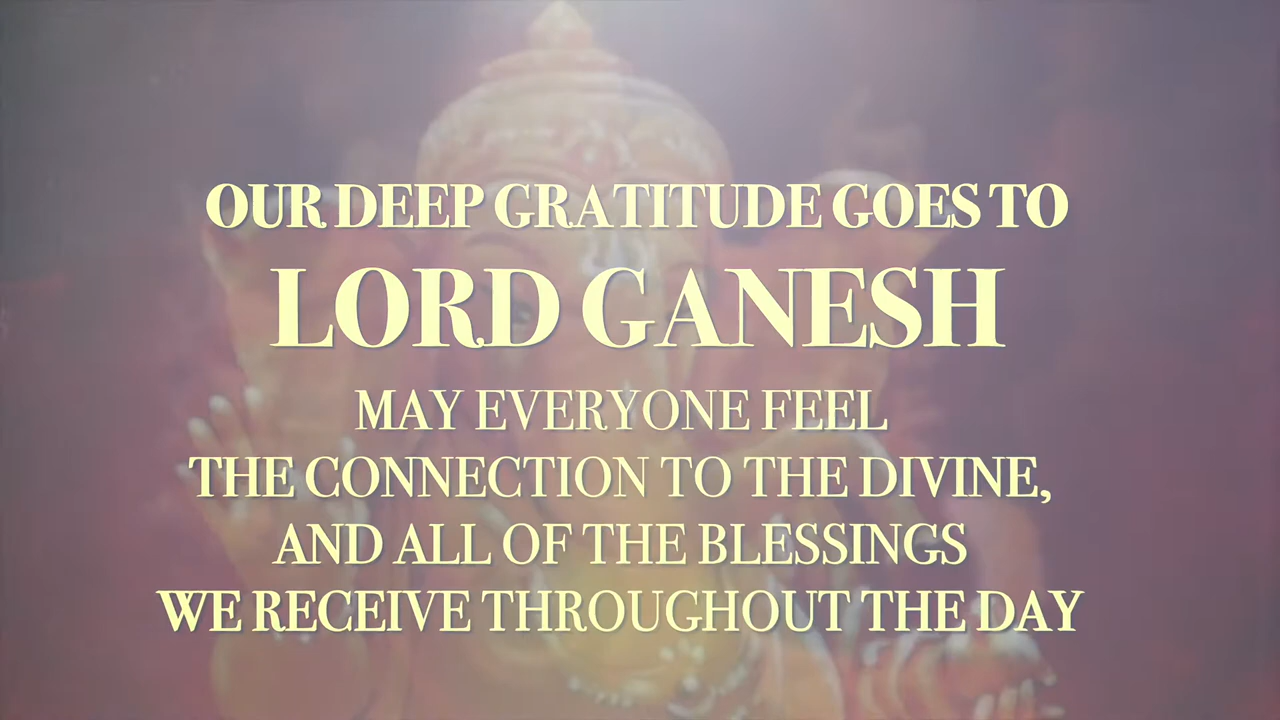 OUR DEEP GRATITUDE GOES TO
LORD GANESH
MAY EVERYONE FEEL
THE CONNECTION TO THE DIVINE,
AND ALL OF THE BLESSINGS
WE RECEIVE THROUGHOUT THE DAY